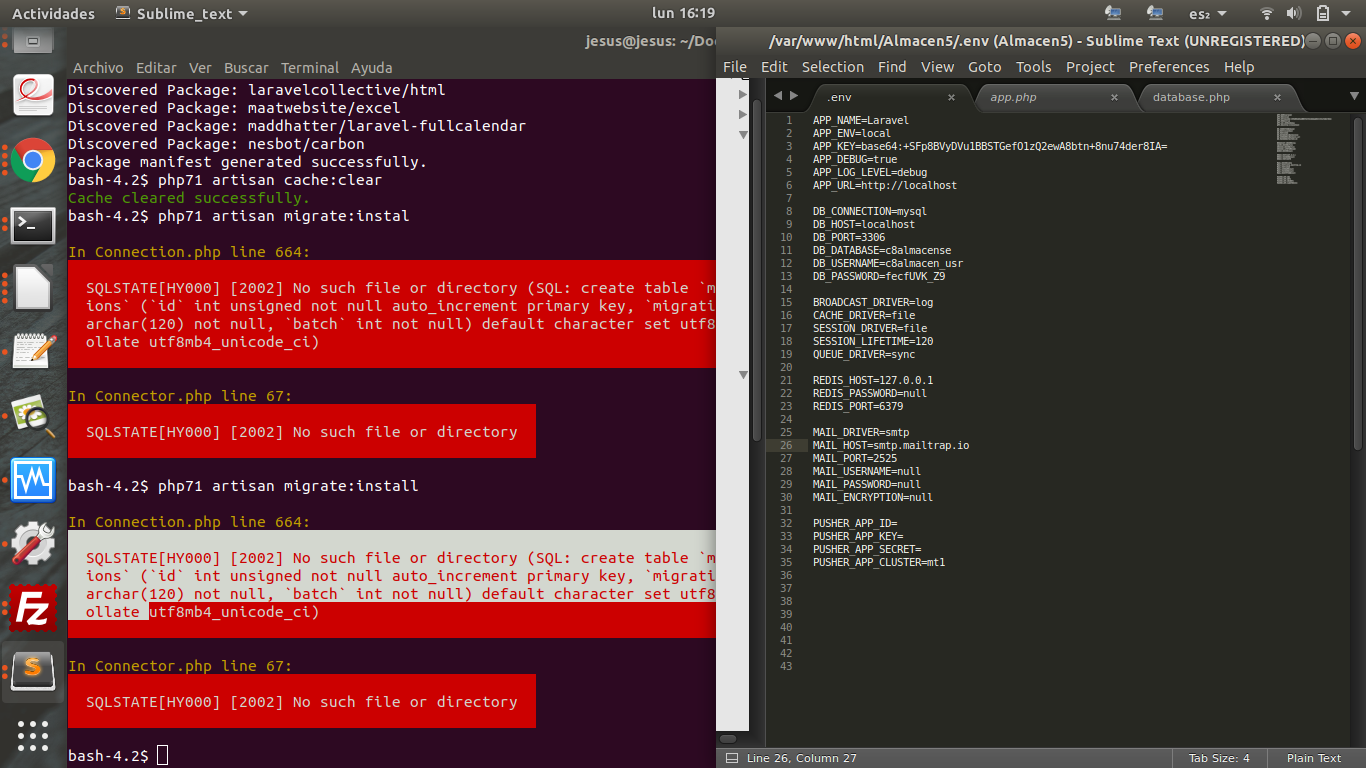 Actividades
Sublime_text
lun 16:19
es₂
jesus@jesus: ~/Do
Archivo Editar Ver Buscar Terminal Ayuda
Discovered Package: laravelcollective/html
Discovered Package: maatwebsite/excel
Discovered Package: maddhatter/laravel-fullcalendar
Discovered Package: nesbot/carbon
Package manifest generated successfully.
bash-4.2$ php71 artisan cache:clear
Cache cleared successfully.
bash-4.2$ php71 artisan migrate:instal
In Connection.php line 664:
SQLSTATE[HY000] [2002] No such file or directory (SQL: create table `m
ions` (`id` int unsigned not null auto_increment primary key, `migrati
archar(120) not null, `batch` int not null) default character set utf8
ollate utf8mb4_unicode_ci)
In Connector.php line 67:
SQLSTATE[HY000] [2002] No such file or directory
bash-4.2$ php71 artisan migrate:install
In Connection.php line 664:
SQLSTATE[HY000] [2002] No such file or directory (SQL: create table `m
ions` (`id` int unsigned not null auto_increment primary key, `migrati
archar(120) not null, `batch` int not null) default character set utf8
ollate utf8mb4_unicode_ci)
In Connector.php line 67:
SQLSTATE[HY000] [2002] No such file or directory
bash-4.2$
/var/www/html/Almacen5/.env (Almacen5) - Sublime Text (UNREGISTERED)
File Edit Selection Find View Goto Tools Project Preferences Help
.env app.php database.php
1 APP_NAME=Laravel
2 APP_ENV=local
3 APP_KEY=base64:+SFp8BVyDVu1BBSTGefO1zQ2ewA8btn+8nu74der8IA=
4 APP_DEBUG=true
5 APP_LOG_LEVEL=debug
6 APP_URL=http://localhost
7
8 DB_CONNECTION=mysql
9 DB_HOST=localhost
10 DB_PORT=3306
11 DB_DATABASE=c8almacense
12 DB_USERNAME=c8almacen_usr
13 DB_PASSWORD=fecfUVK_Z9
14
15 BROADCAST_DRIVER=log
16 CACHE_DRIVER=file
17 SESSION_DRIVER=file
18 SESSION_LIFETIME=120
19 QUEUE_DRIVER=sync
20
21 REDIS_HOST=127.0.0.1
22 REDIS_PASSWORD=null
23 REDIS_PORT=6379
24
25 MAIL_DRIVER=smtp
26 MAIL_HOST=smtp.mailtrap.io
27 MAIL_PORT=2525
28 MAIL_USERNAME=null
29 MAIL_PASSWORD=null
30 MAIL_ENCRYPTION=null
31
32 PUSHER_APP_ID=
33 PUSHER_APP_KEY=
34 PUSHER_APP_SECRET=
35 PUSHER_APP_CLUSTER=mt1
36
37
38
39
40
41
42
43
Line 26, Column 27
Tab Size: 4
Plain Text